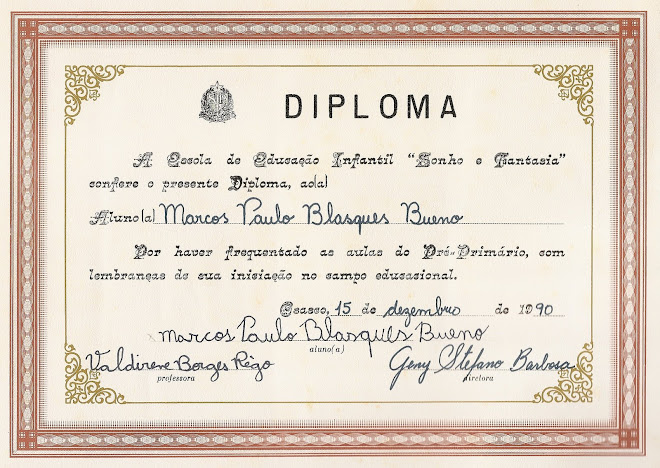 DIPLOMA
A Escola de Educação Infantil "Sonho e Fantasia"
confere o presente Diploma, ao(a)
Aluno(a) Marcos Paulo Blasques Bueno
Por haver frequentado as aulas do Pré-Primário, com
lembranças de sua inisiação no campo educasional.
Osasco, 15 de dezembro de 1990
Marcos Paulo Blasques Bueno
aluno(a)
Valdirene Borges Rêgo Geny Stefano Barbosa
professora diretora